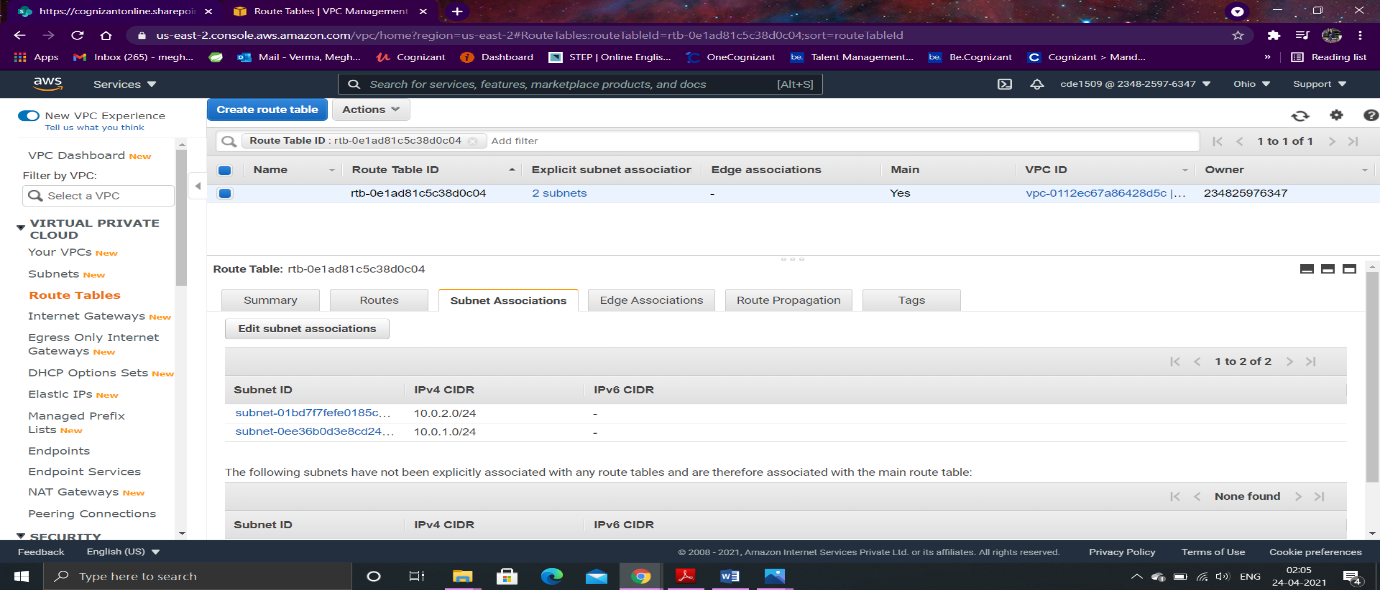 https://cognizantonline.sharepoi
Route Tables | VPC Management
us-east-2.console.aws.amazon.com/vpc/home?region=us-east-2#RouteTables:routeTableId=rtb-0e1ad81c5c38d0c04;sort=routeTableId
Apps Inbox (265) - megh... Mail - Verma, Megh... Cognizant Dashboard STEP | Online Englis... OneCognizant Talent Management... Be.Cognizant Cognizant > Mand... » Reading list
aws Services Search for services, features, marketplace products, and docs [Alt+S] cde1509 @ 2348-2597-6347 Ohio Support
New VPC Experience
Tell us what you think
VPC Dashboard New
Filter by VPC:
Select a VPC
VIRTUAL PRIVATE
CLOUD
Your VPCs New
Subnets New
Route Tables
Internet Gateways New
Egress Only Internet
Gateways New
DHCP Options Sets New
Elastic IPs New
Managed Prefix
Lists New
Endpoints
Endpoint Services
NAT Gateways New
Peering Connections
SECURITY
Create route table Actions
Route Table ID : rtb-0e1ad81c5c38d0c04 Add filter 1 to 1 of 1
Name Route Table ID Explicit subnet association Edge associations Main VPC ID Owner
rtb-0e1ad81c5c38d0c04 2 subnets - Yes vpc-0112ec67a86428d5c |... 234825976347
Route Table: rtb-0e1ad81c5c38d0c04
Summary Routes Subnet Associations Edge Associations Route Propagation Tags
Edit subnet associations
1 to 2 of 2
Subnet ID IPv4 CIDR IPv6 CIDR
subnet-01bd7f7fefe0185c... 10.0.2.0/24 -
subnet-0ee36b0d3e8cd24... 10.0.1.0/24 -
The following subnets have not been explicitly associated with any route tables and are therefore associated with the main route table:
None found
Subnet ID IPv4 CIDR IPv6 CIDR
Feedback English (US) © 2008 - 2021, Amazon Internet Services Private Ltd. or its affiliates. All rights reserved. Privacy Policy Terms of Use Cookie preferences
Type here to search
ENG
02:05
24-04-2021
4